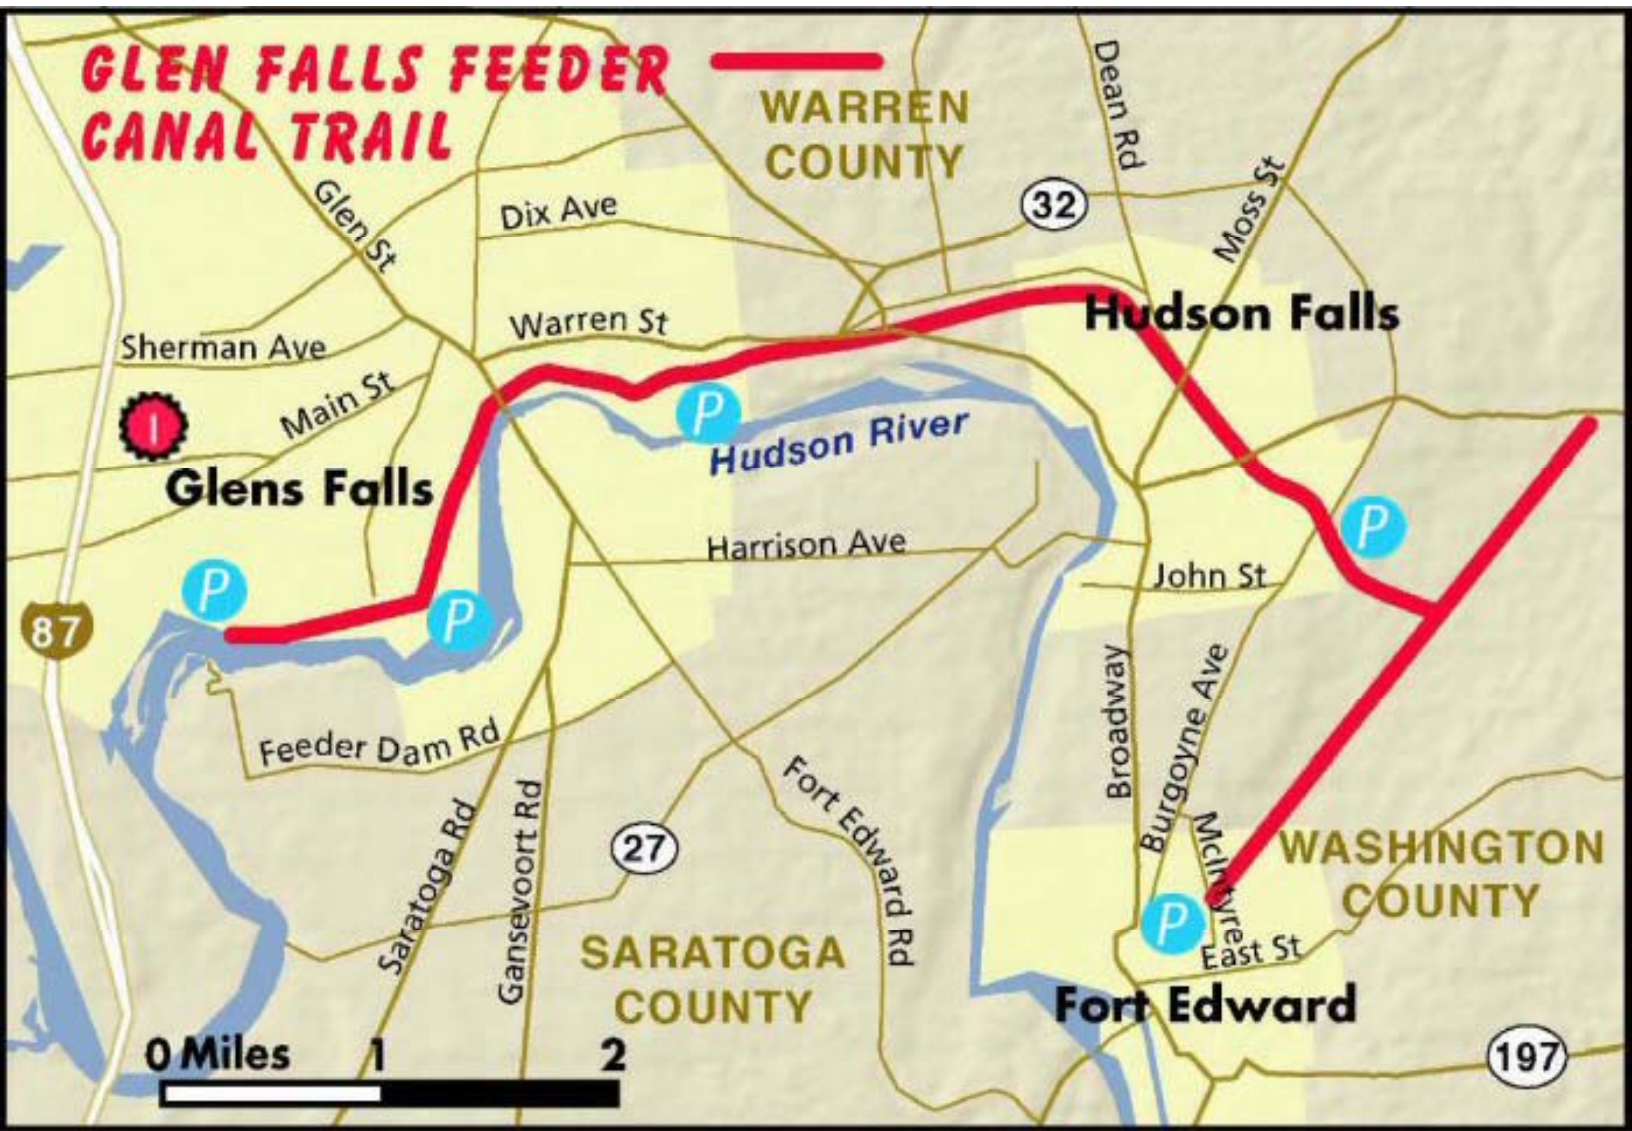 GLEN FALLS FEEDER
CANAL TRAIL
WARREN
COUNTY
Dean Rd
32
Moss St
Glen St
Dix Ave
Warren St
Hudson Falls
Sherman Ave
Main St
I
P
Hudson River
Glens Falls
P
Harrison Ave
John St
P
P
87
Feeder Dam Rd
Broadway
Burgoyne Ave
McIntyre
Fort Edward Rd
Saratoga Rd
Gansevoort Rd
27
WASHINGTON
COUNTY
P
East St
SARATOGA
COUNTY
Fort Edward
0 Miles 1 2
197